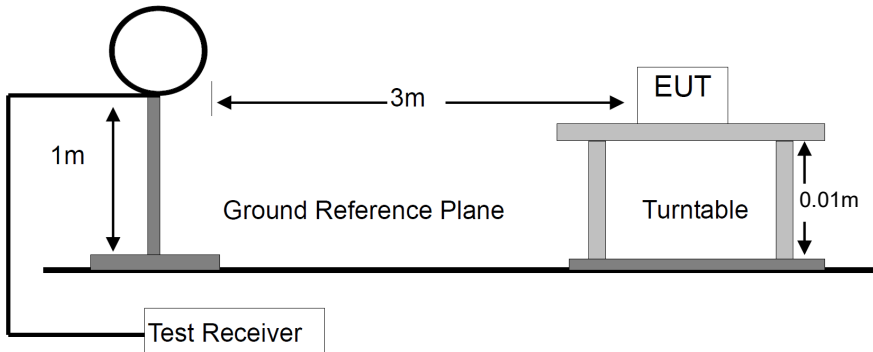 EUT
3m
1m
0.01m
Ground Reference Plane
Turntable
Test Receiver